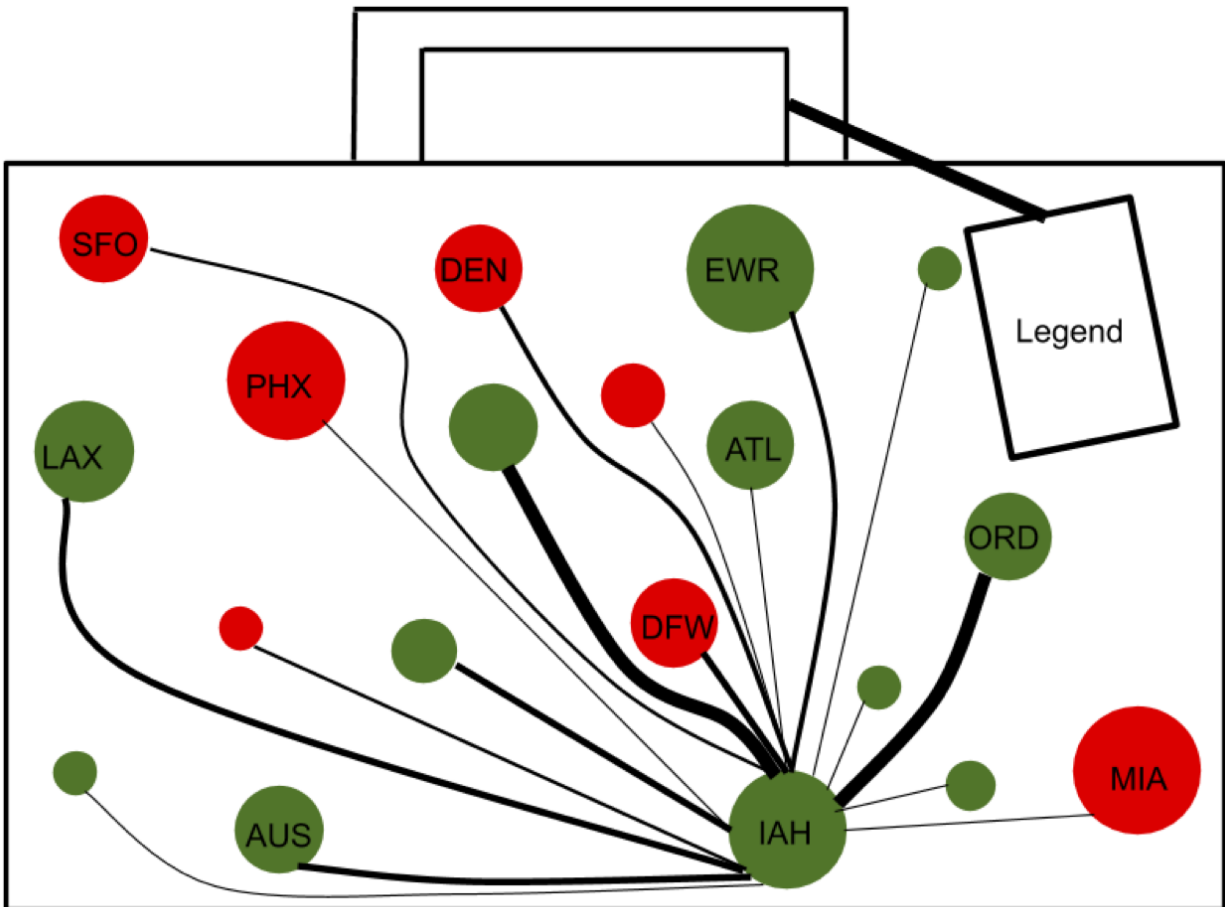 SFO
DEN
EWR
Legend
PHX
LAX
ATL
ORD
DFW
MIA
AUS
IAH